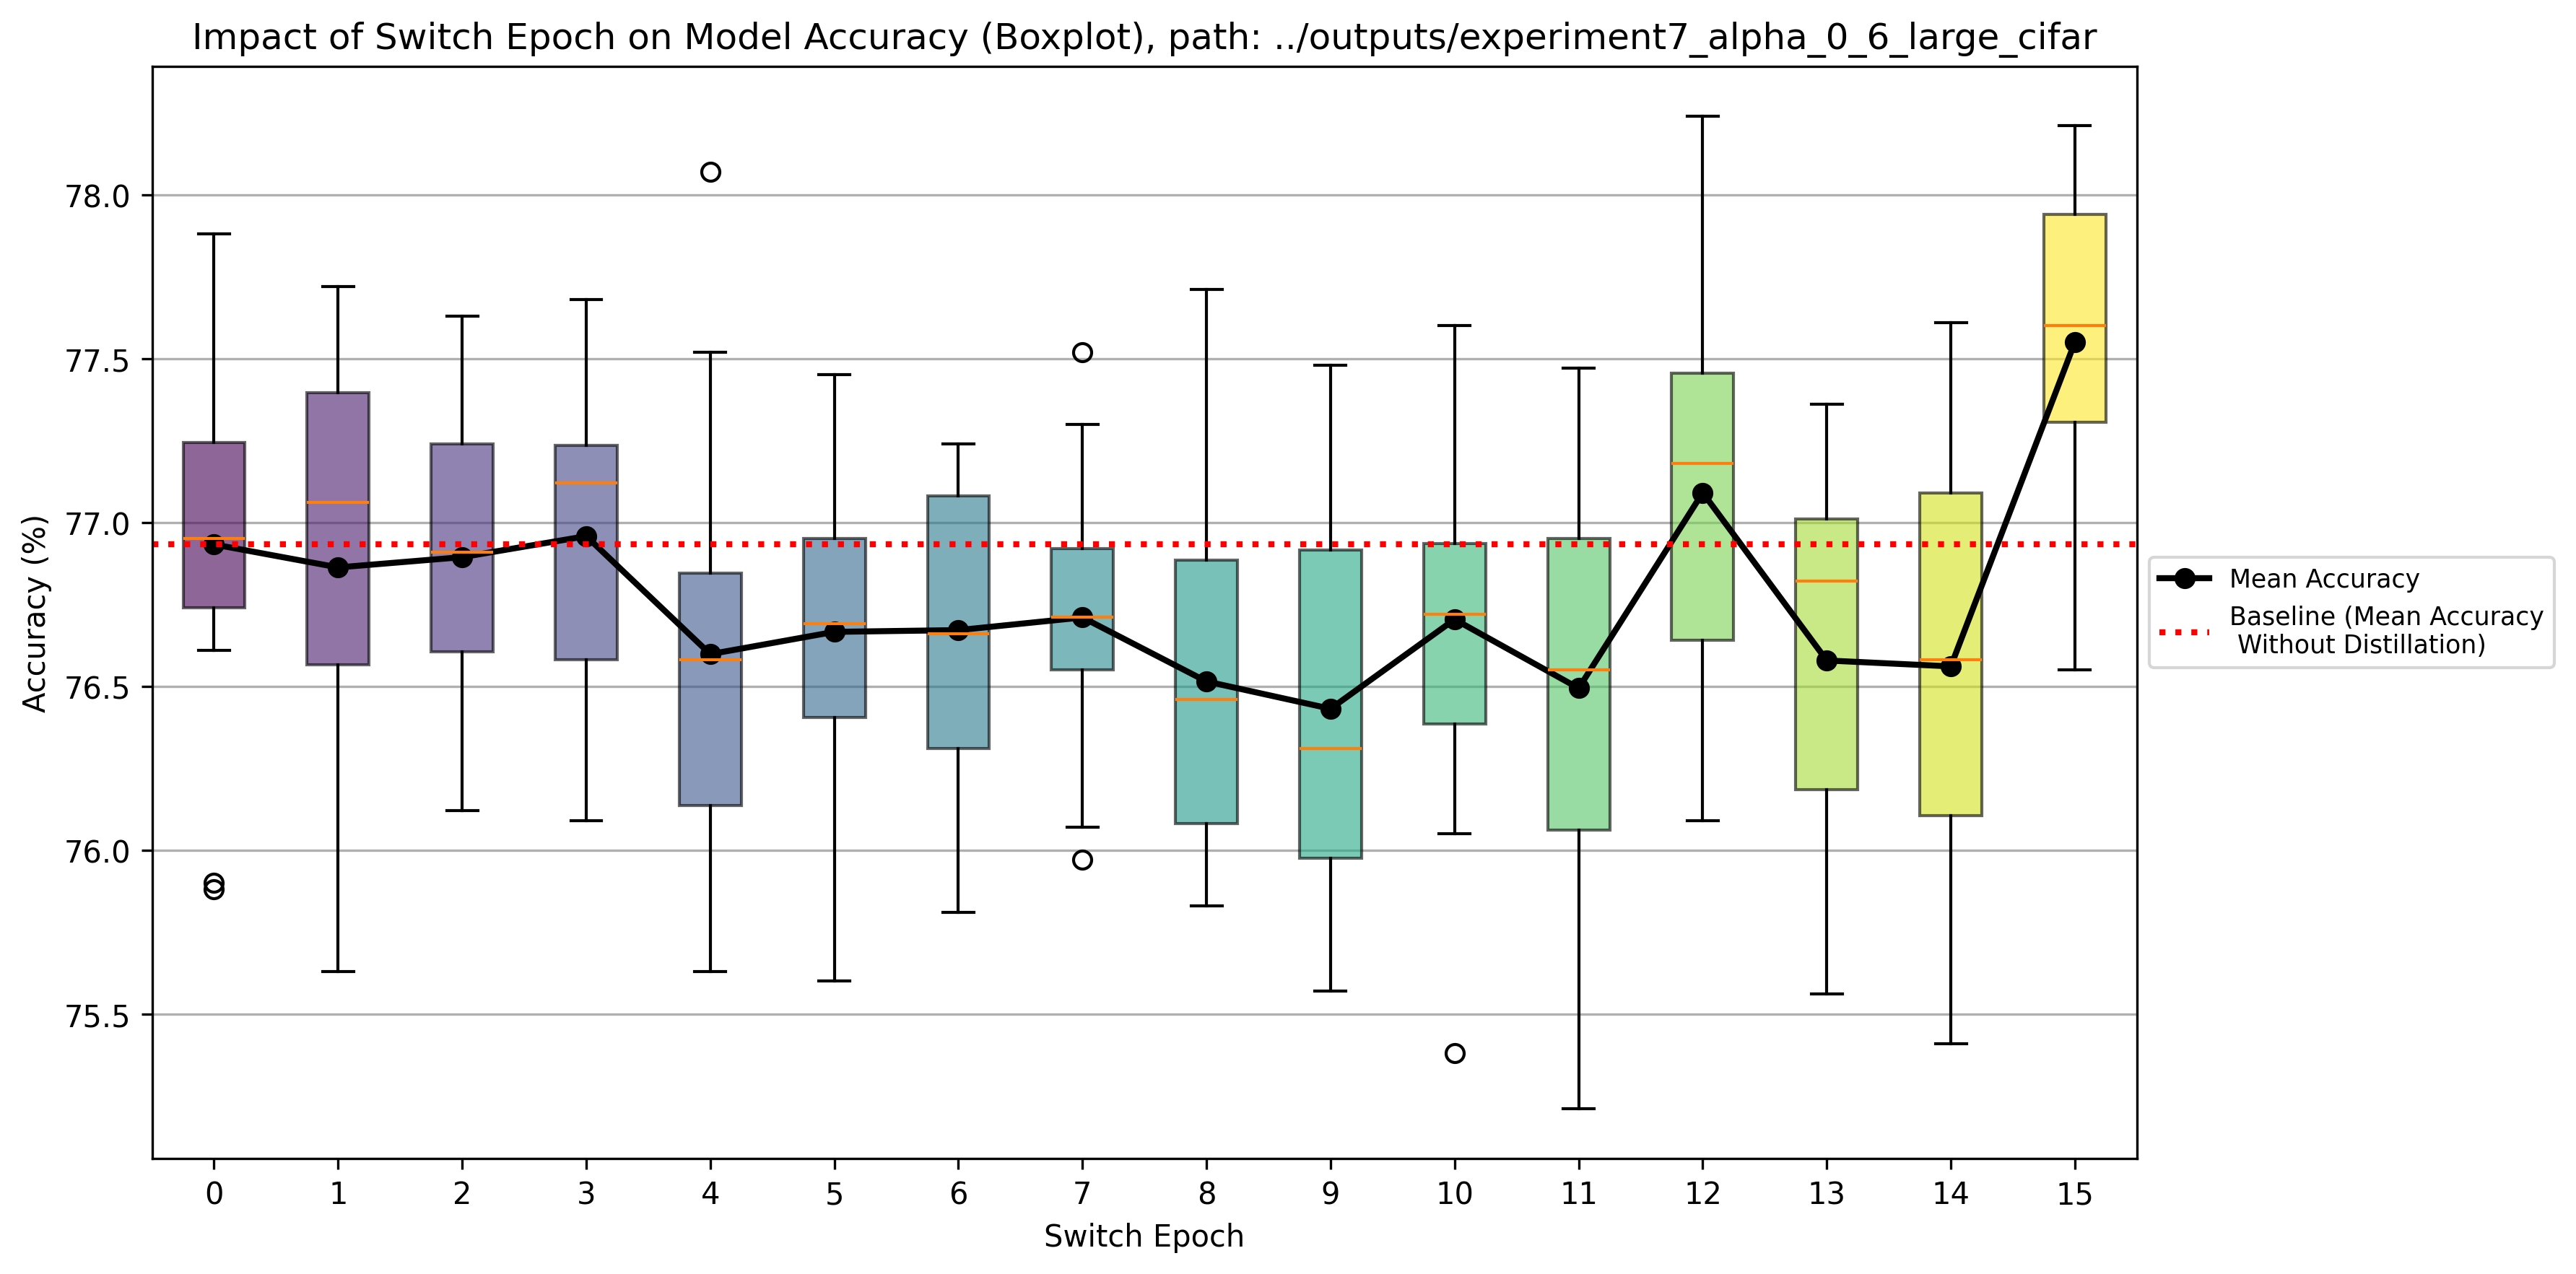 Impact of Switch Epoch on Model Accuracy (Boxplot), path: ../outputs/experiment7_alpha_0_6_large_cifar
Accuracy (%)
78.0
77.5
77.0
76.5
76.0
75.5
0 1 2 3 4 5 6 7 8 9 10 11 12 13 14 15
Switch Epoch
Mean Accuracy
Baseline (Mean Accuracy
Without Distillation)